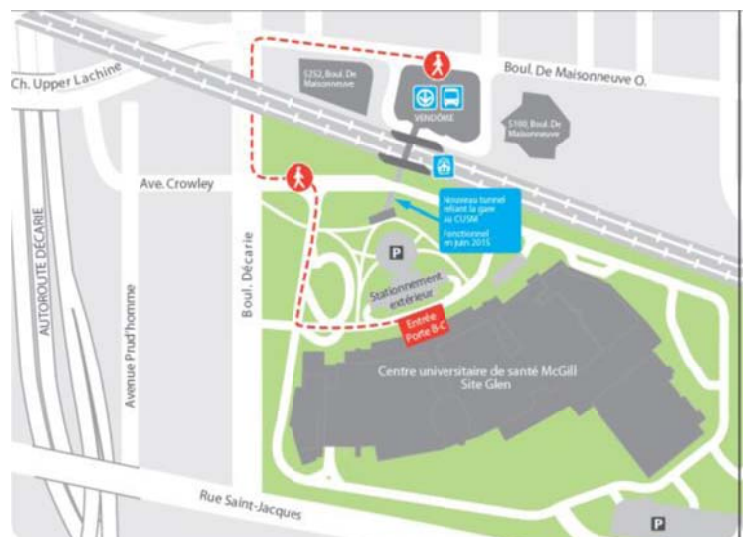 Ch. Upper Lachine
5252, Boul. De
Maisonneuve
VENDÔME
Boul. De Maisonneuve O.
5100, Boul. De
Maisonneuve
Ave. Crowley
Nouveau tunnel
reliant la gare
au CUSM
Fonctionnel
en juin 2015
P
Stationnement
extérieur
Entrée
Porte B-C
AUTOROUTE DÉCARIE
Avenue Prud'homme
Boul. Décarie
Centre universitaire de santé McGill
Site Glen
Rue Saint-Jacques
P